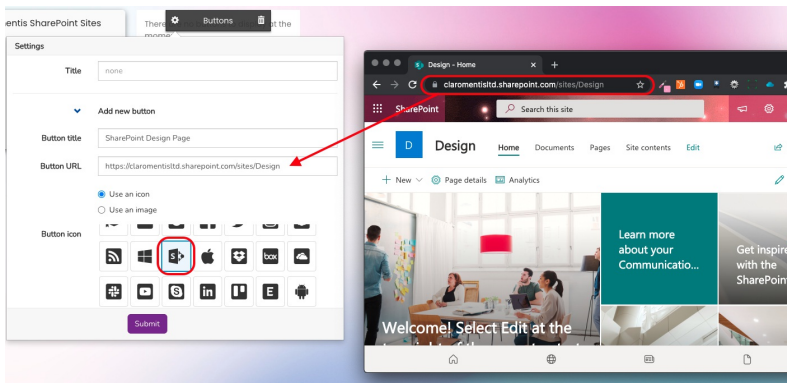 entis SharePoint Sites
There
at the
mome
Buttons
Settings
Title
none
Add new button
Button title
SharePoint Design Page
Button URL
https://claromentisltd.sharepoint.com/sites/Design
Use an icon
Use an image
Button icon
box
S
in
E
Submit
Design - Home
claromentisltd.sharepoint.com/sites/Design
SharePoint
Search this site
D
Design
Home
Documents
Pages
Site contents
Edit
New
Page details
Analytics
Learn more
about your
Communicatio...
Get inspire
with the
SharePoin
Welcome! Select Edit at the